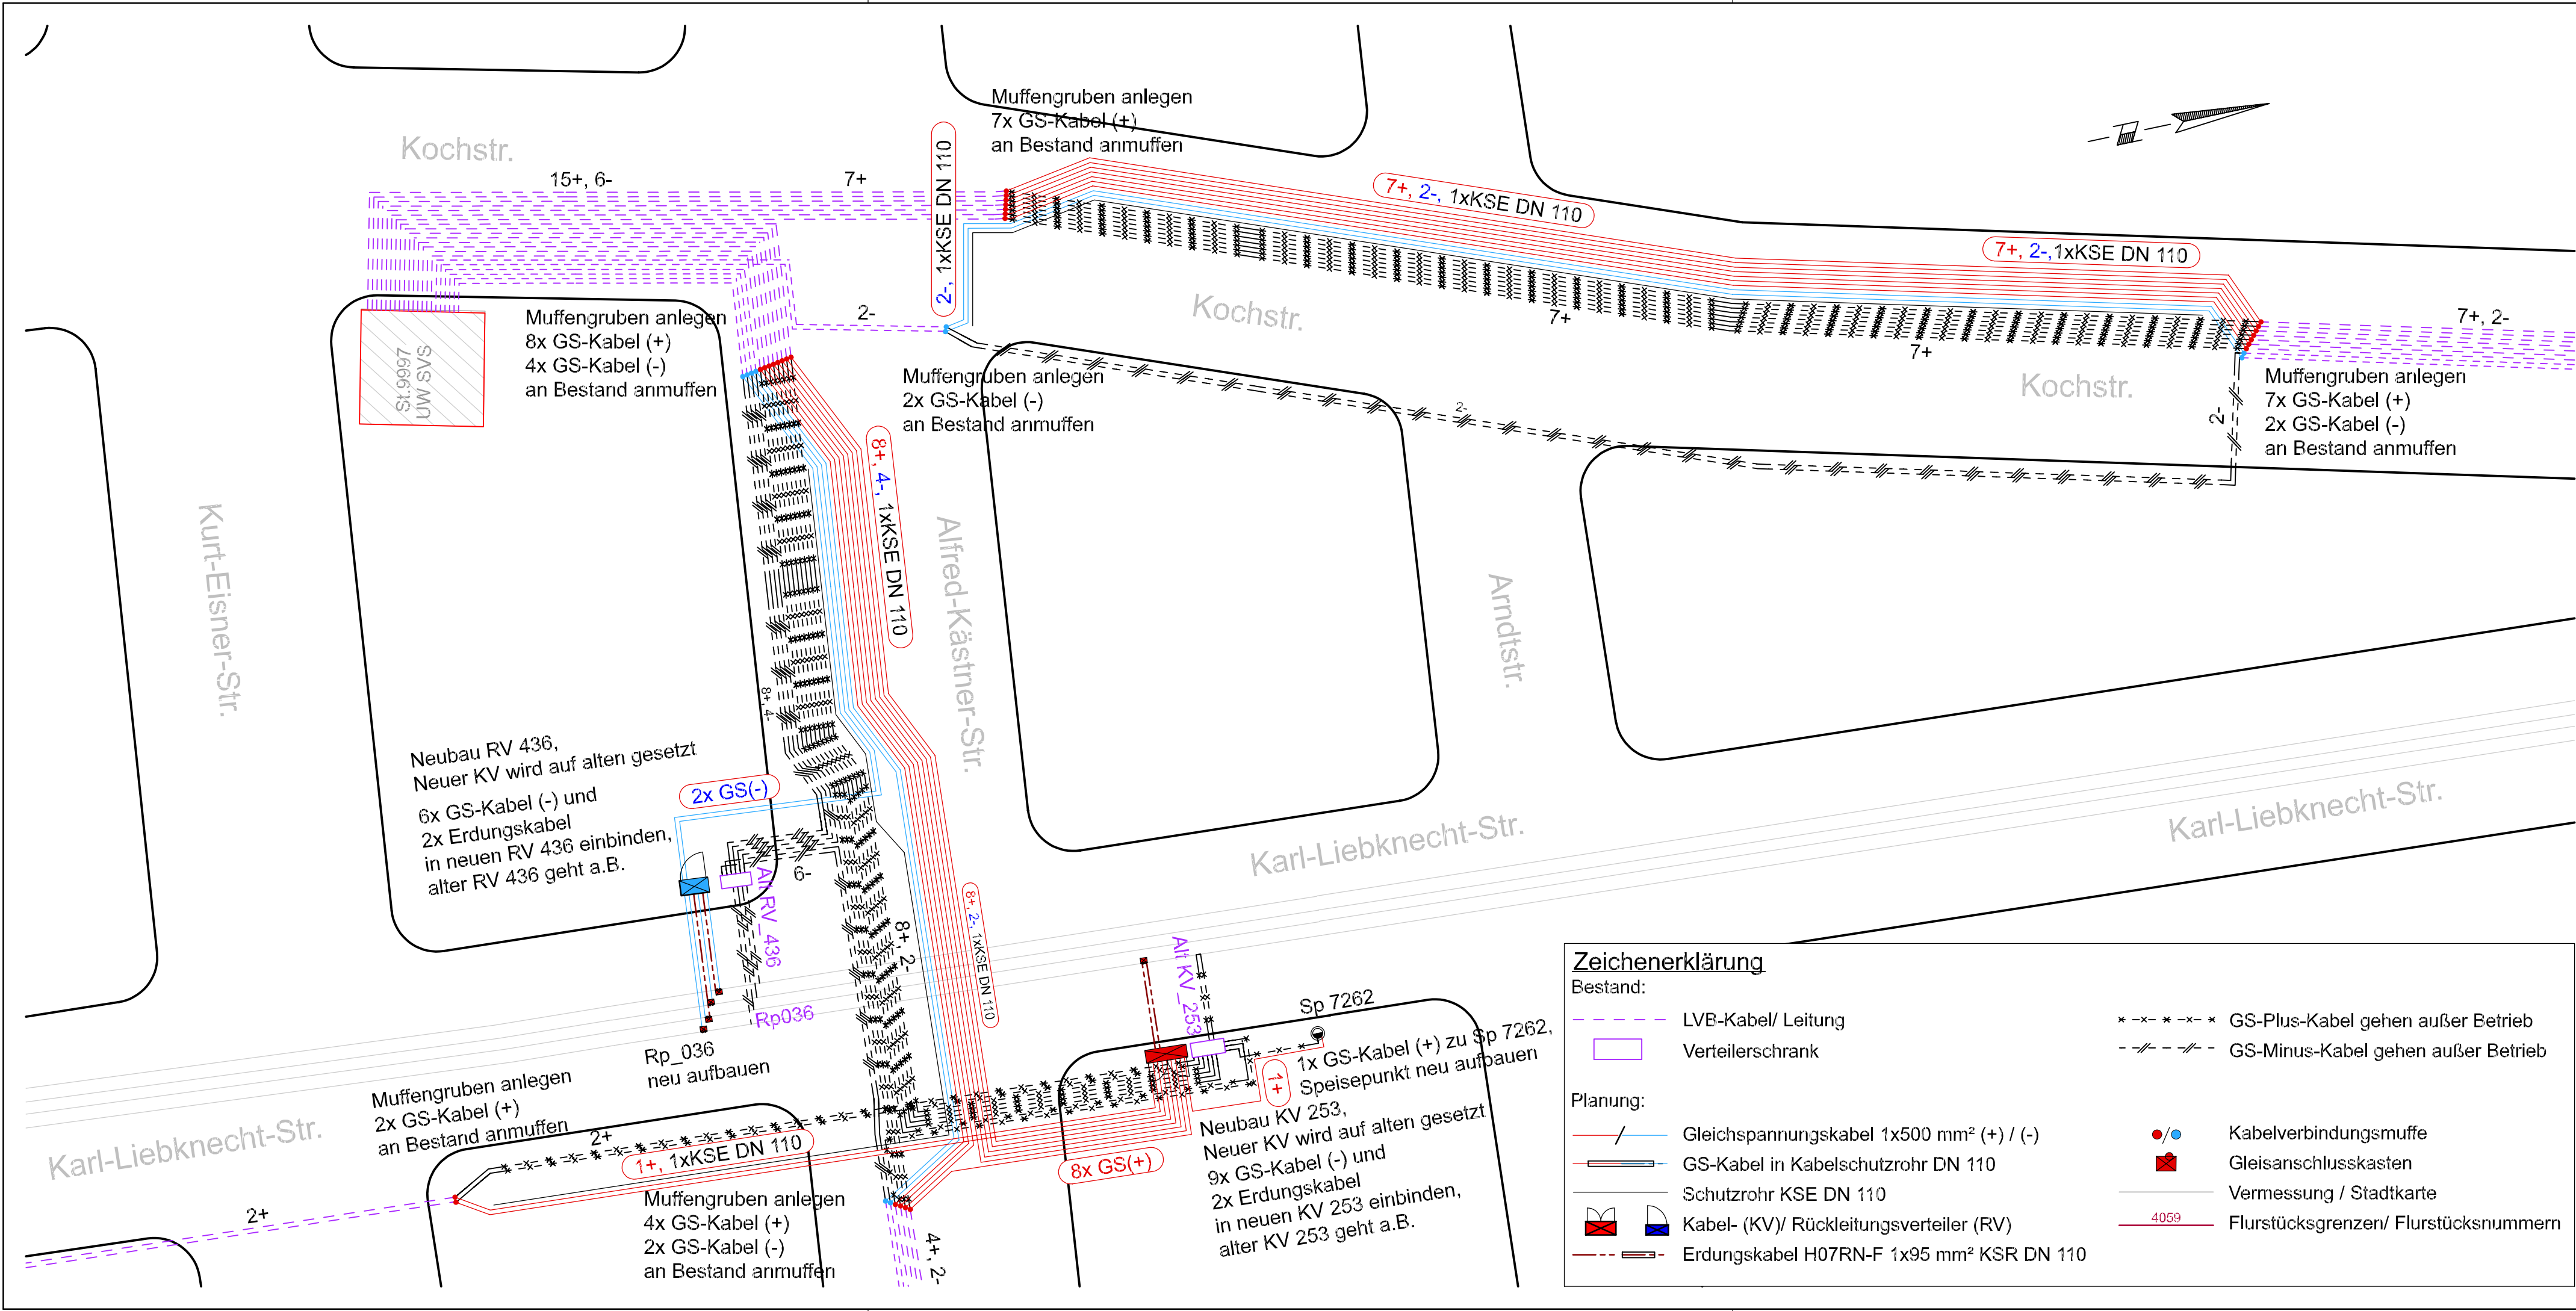 Muffengruben anlegen
7x GS-Kabel (+)
an Bestand anmuffen
Kochstr.
15+, 6-
7+
2-, 1xKSE DN 110
7+, 2-, 1xKSE DN 110
7+, 2-,1xKSE DN 110
Kochstr.
7+
7+
7+, 2-
2-
St.9997
UW SVS
Muffengruben anlegen
8x GS-Kabel (+)
4x GS-Kabel (-)
an Bestand anmuffen
Muffengruben anlegen
2x GS-Kabel (-)
an Bestand anmuffen
2-
Kochstr.
2-
Muffengruben anlegen
7x GS-Kabel (+)
2x GS-Kabel (-)
an Bestand anmuffen
8+, 4-, 1xKSE DN 110
Kurt-Eisner-Str.
Alfred-Kästner-Str.
Arndtstr.
8+, 4-
Neubau RV 436,
Neuer KV wird auf alten gesetzt
6x GS-Kabel (-) und
2x Erdungskabel
in neuen RV 436 einbinden,
alter RV 436 geht a.B.
2x GS(-)
6-
Alt RV_436
Rp036
8+, 2-
8+, 2-, 1xKSE DN 110
Karl-Liebknecht-Str.
Karl-Liebknecht-Str.
Alt KV_253
Sp 7262
1x GS-Kabel (+) zu Sp 7262,
Speisepunkt neu aufbauen
1+
Rp_036
neu aufbauen
Muffengruben anlegen
2x GS-Kabel (+)
an Bestand anmuffen
Karl-Liebknecht-Str.
2+
1+, 1xKSE DN 110
8x GS(+)
Neubau KV 253,
Neuer KV wird auf alten gesetzt
9x GS-Kabel (-) und
2x Erdungskabel
in neuen KV 253 einbinden,
alter KV 253 geht a.B.
2+
Muffengruben anlegen
4x GS-Kabel (+)
2x GS-Kabel (-)
an Bestand anmuffen
4+, 2-
Zeichenerklärung
Bestand:
LVB-Kabel/ Leitung
Verteilerschrank
GS-Plus-Kabel gehen außer Betrieb
GS-Minus-Kabel gehen außer Betrieb
Planung:
Gleichspannungskabel 1x500 mm² (+) / (-)
GS-Kabel in Kabelschutzrohr DN 110
Schutzrohr KSE DN 110
Kabel- (KV)/ Rückleitungsverteiler (RV)
Erdungskabel H07RN-F 1x95 mm² KSR DN 110
Kabelverbindungsmuffe
Gleisanschlusskasten
Vermessung / Stadtkarte
4059
Flurstücksgrenzen/ Flurstücksnummern